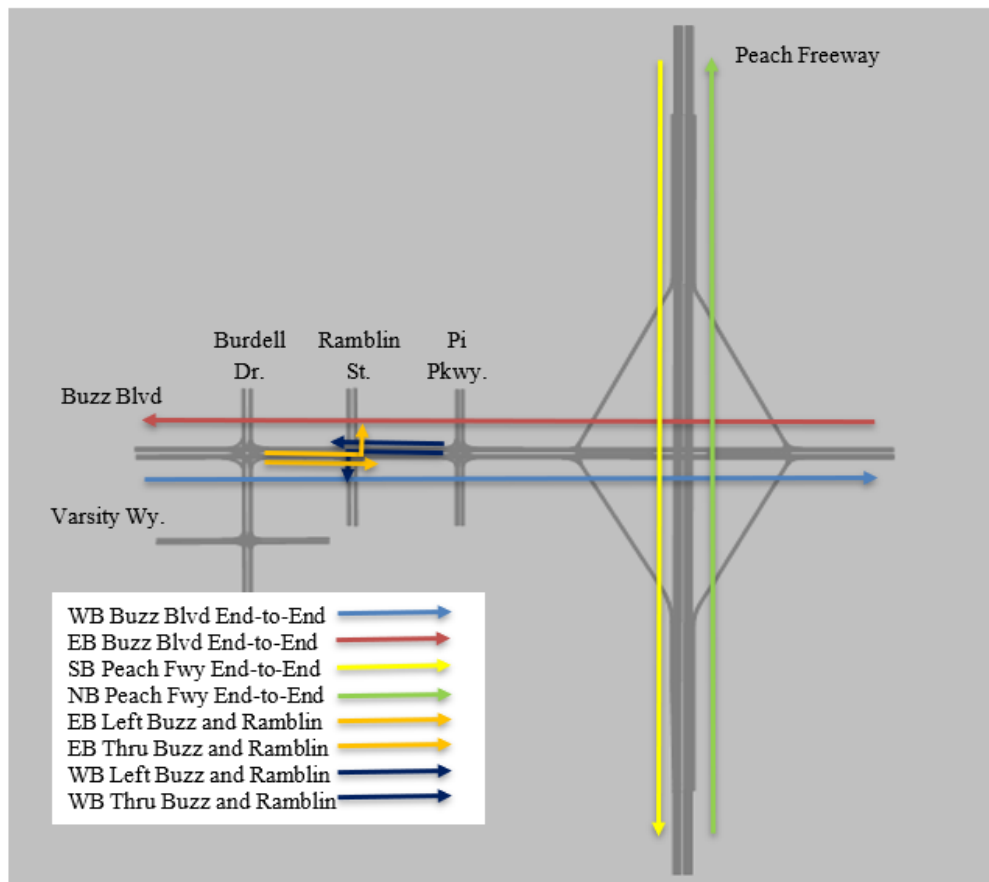 Peach Freeway
Burdell
Dr.
Ramblin
St.
Pi
Pkwy.
Buzz Blvd
Varsity Wy.
WB Buzz Blvd End-to-End
EB Buzz Blvd End-to-End
SB Peach Fwy End-to-End
NB Peach Fwy End-to-End
EB Left Buzz and Ramblin
EB Thru Buzz and Ramblin
WB Left Buzz and Ramblin
WB Thru Buzz and Ramblin